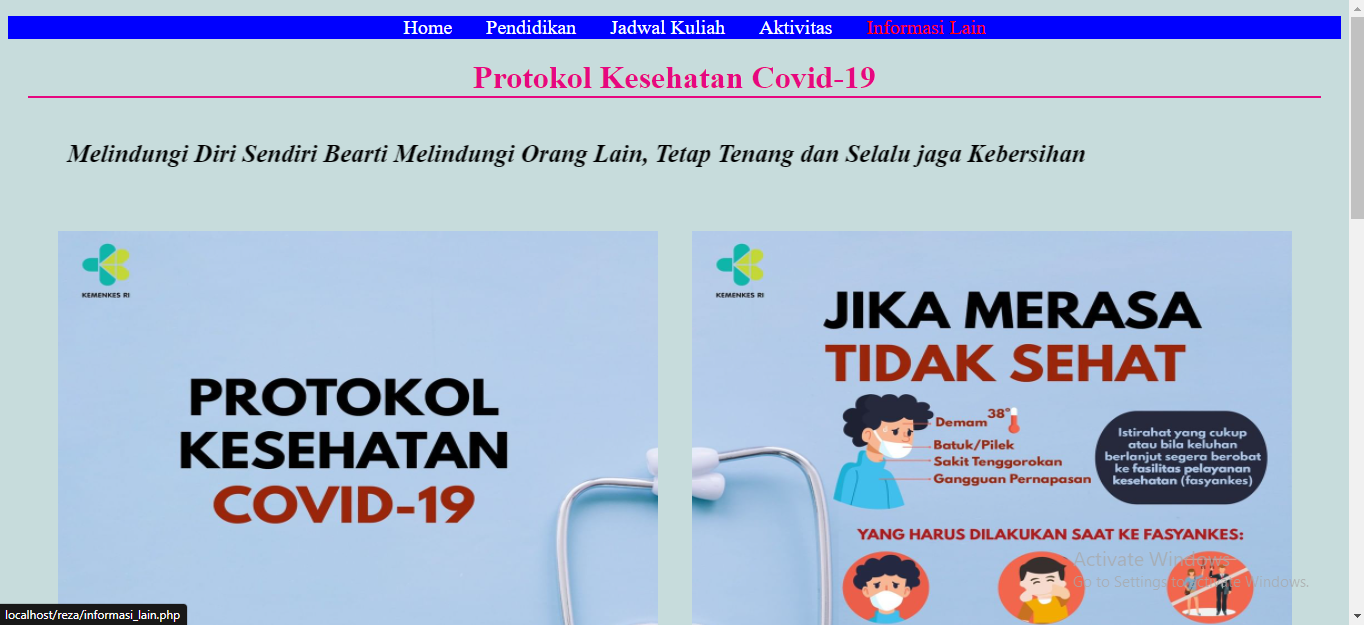 Home Pendidikan Jadwal Kuliah Aktivitas Informasi Lain
Protokol Kesehatan Covid-19
Melindungi Diri Sendiri Bearti Melindungi Orang Lain, Tetap Tenang dan Selalu jaga Kebersihan
KEMENKES RI
PROTOKOL
KESEHATAN
COVID-19
KEMENKES RI
JIKA MERASA
TIDAK SEHAT
38°
Demam
Batuk/Pilek
Sakit Tenggorokan
Gangguan Pernapasan
Istirahat yang cukup
atau bila keluhan
berlanjut segera berobat
ke fasilitas pelayanan
kesehatan (fasyankes)
YANG HARUS DILAKUKAN SAAT KE FASYANKES:
Activate Windows
Go to Settings to activate Windows.
localhost/reza/informasi_lain.php